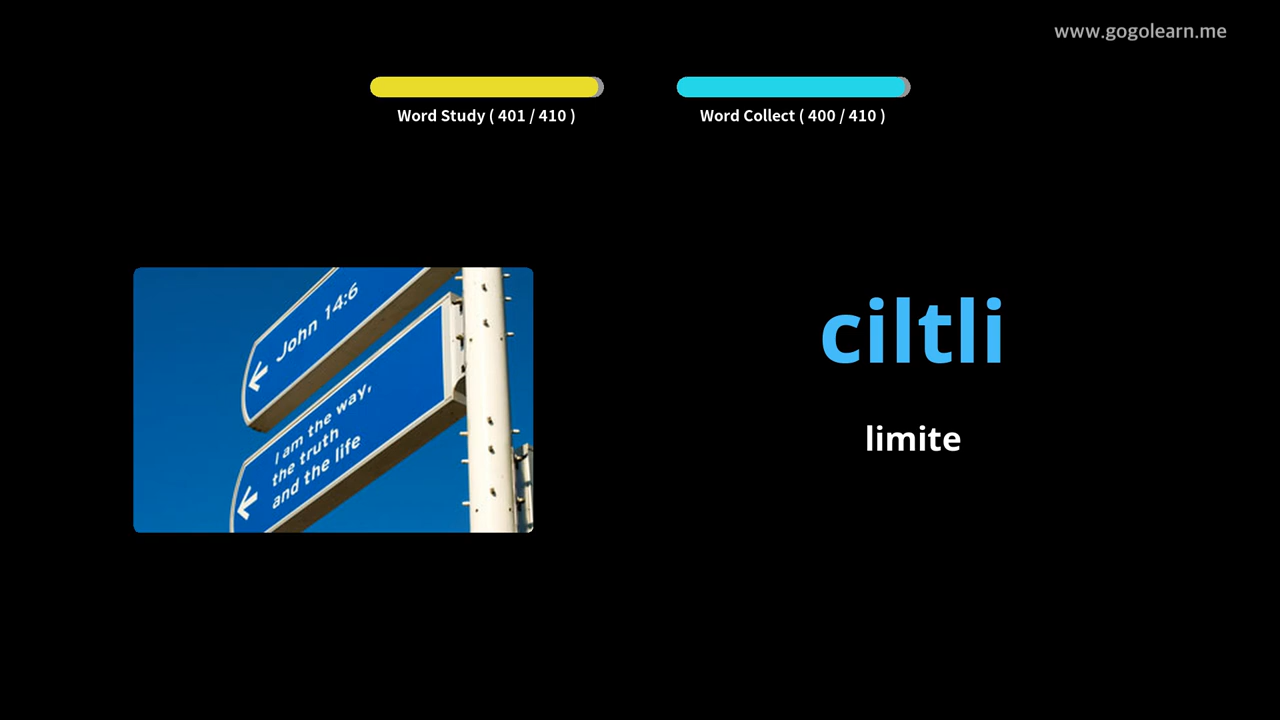 www.gogolearn.me
Word Study ( 401 / 410 )
Word Collect ( 400 / 410 )
John 14:6
I am the way,
the truth
and the life
ciltli
limite